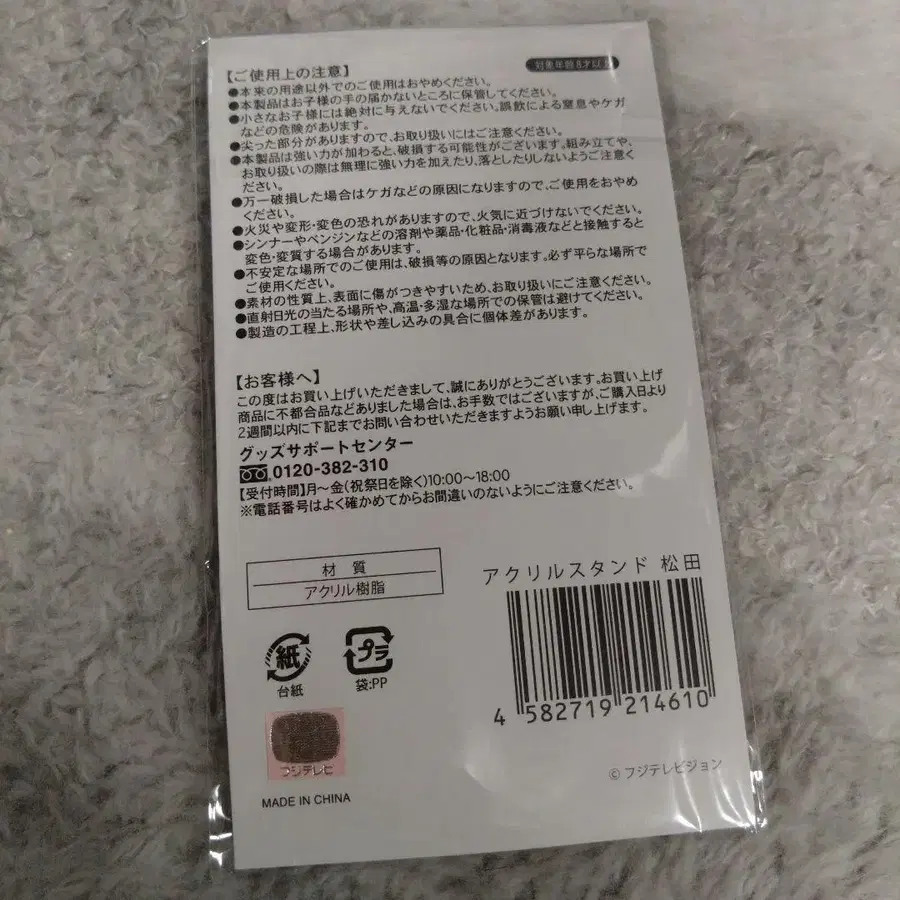 【ご使用上の注意】
対象年齢8才以上
●本来の用途以外でのご使用はおやめください。
●本製品はお子様の手の届かないところに保管してください。
●小さなお子様には絶対に与えないでください。誤飲による窒息やケガ
などの危険があります。
●尖った部分がありますので、お取り扱いにはご注意ください。
●本製品は強い力が加わると、破損する可能性がございます。組み立てや、
お取り扱いの際は無理に強い力を加えたり、落としたりしないようご注意く
ださい。
●万一破損した場合はケガなどの原因になりますので、ご使用をおやめ
ください。
●火災や変形・変色の恐れがありますので、火気に近づけないでください。
●シンナーやベンジンなどの溶剤や薬品・化粧品・消毒液などと接触すると
変色・変質する場合があります。
●不安定な場所でのご使用は、破損等の原因となります。必ず平らな場所で
ご使用ください。
●素材の性質上、表面に傷がつきやすいため、お取り扱いにご注意ください。
●直射日光の当たる場所や、高温・多湿な場所での保管は避けてください。
●製造の工程上、形状や差し込みの具合に個体差があります。
【お客様へ】
この度はお買い上げいただきまして、誠にありがとうございます。お買い上げ
商品に不都合品などありました場合は、お手数ではございますが、ご購入日より
2週間以内に下記までお問い合わせいただきますようお願い申し上げます。
グッズサポートセンター
0120-382-310
【受付時間】月〜金(祝祭日を除く)10:00〜18:00
※電話番号はよく確かめてからお間違いのないようにご注意ください。
材 質
アクリル樹脂
アクリルスタンド 松田
紙
台紙
プラ
袋:PP
4 582719 214610
フジテレビ
© フジテレビジョン
MADE IN CHINA